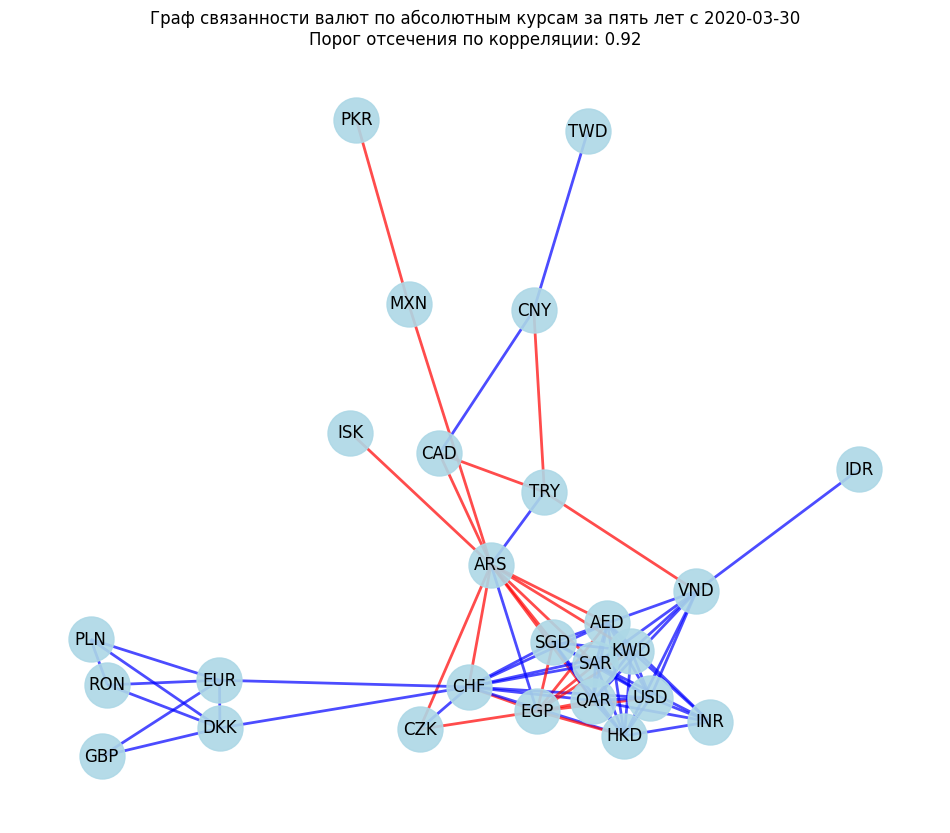 Граф связанности валют по абсолютным курсам за пять лет с 2020-03-30
Порог отсечения по корреляции: 0.92
PKR
TWD
MXN
CNY
ISK
CAD
IDR
TRY
ARS
VND
AED
PLN
SGD
KWD
SAR
RON
EUR
CHF
USD
QAR
EGP
INR
DKK
CZK
HKD
GBP